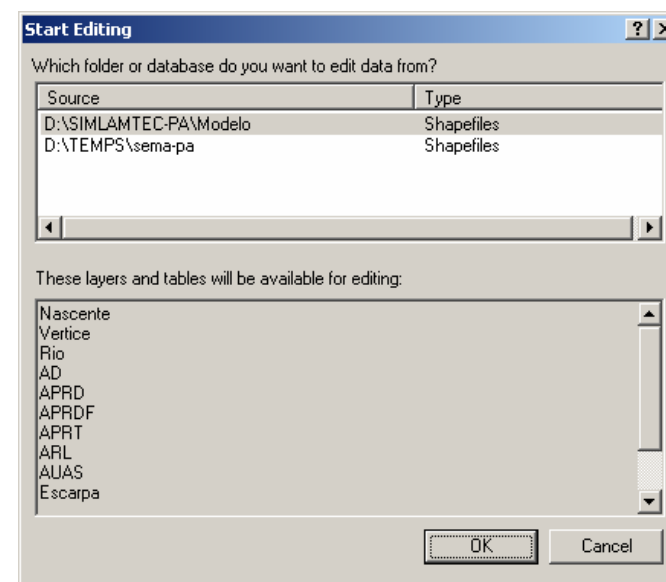 Start Editing
Which folder or database do you want to edit data from?
Source Type
D:\SIMLAMTEC-PA\Modelo Shapefiles
D:\TEMPS\sema-pa Shapefiles
These layers and tables will be available for editing:
Nascente
Vertice
Rio
AD
APRD
APRDF
APRT
ARL
AUAS
Escarpa
OK Cancel